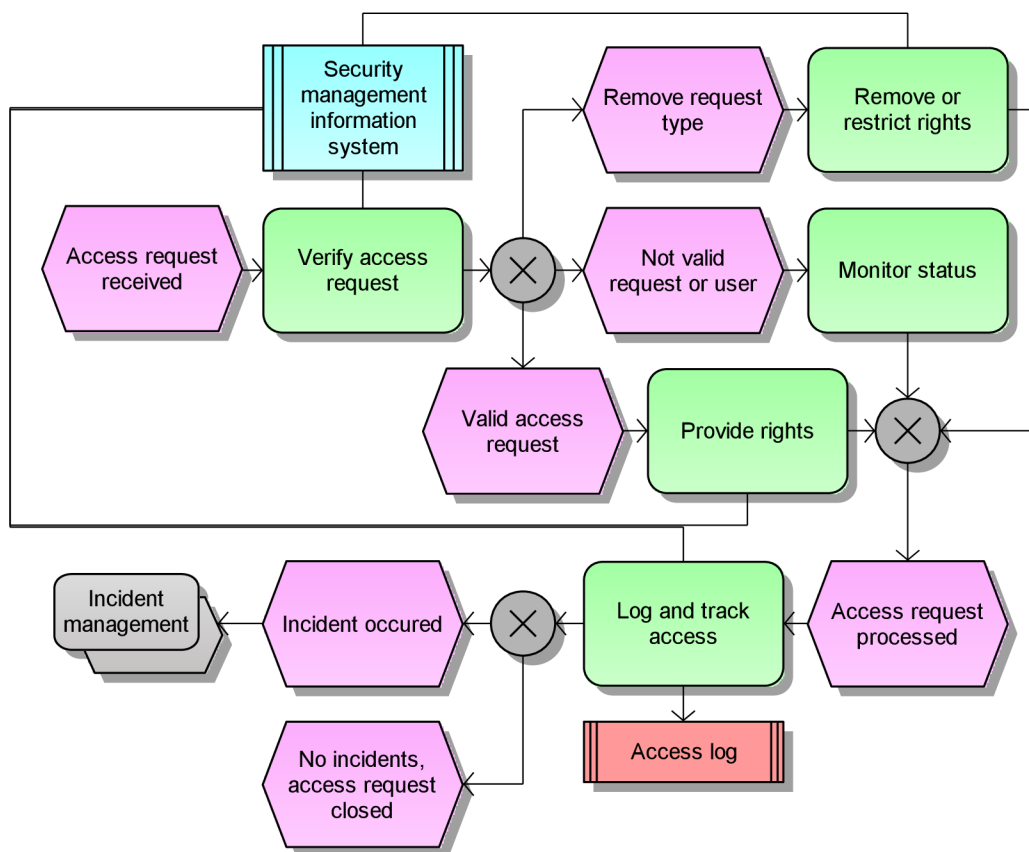 Security
management
information
system
Remove request
type
Remove or
restrict rights
Access request
received
Verify access
request
Not valid
request or user
Monitor status
Valid access
request
Provide rights
Incident
management
Incident occured
Log and track
access
Access request
processed
No incidents,
access request
closed
Access log